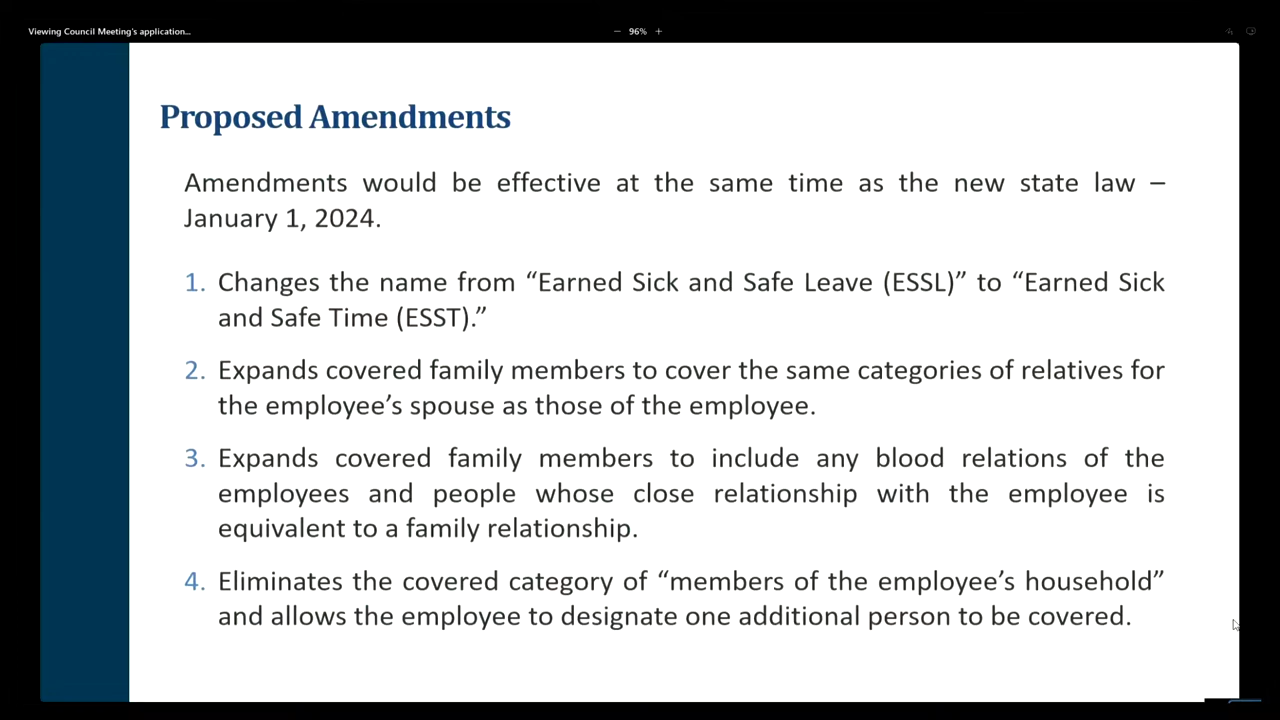 Viewing Council Meeting's application...
− 96% +
Proposed Amendments
Amendments would be effective at the same time as the new state law –
January 1, 2024.
1. Changes the name from “Earned Sick and Safe Leave (ESSL)” to “Earned Sick
and Safe Time (ESST).”
2. Expands covered family members to cover the same categories of relatives for
the employee’s spouse as those of the employee.
3. Expands covered family members to include any blood relations of the
employees and people whose close relationship with the employee is
equivalent to a family relationship.
4. Eliminates the covered category of “members of the employee’s household”
and allows the employee to designate one additional person to be covered.